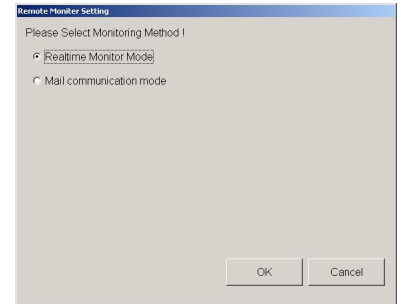 Remote Moniter Setting
Please Select Monitoring Method !
Realtime Monitor Mode
Mail communication mode
OK Cancel